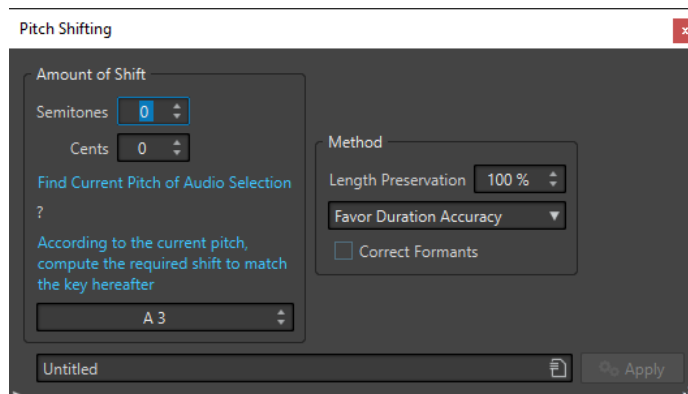 Pitch Shifting
x
Amount of Shift
Semitones 0
Cents 0
Find Current Pitch of Audio Selection
?
According to the current pitch,
compute the required shift to match
the key hereafter
A 3
Method
Length Preservation 100 %
Favor Duration Accuracy
Correct Formants
Untitled
Apply